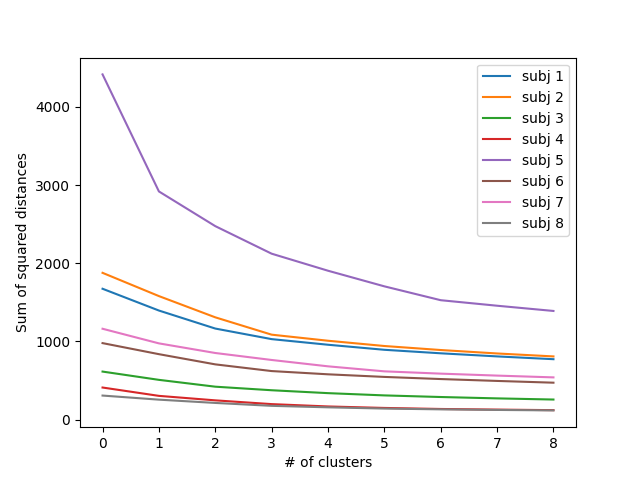 Sum of squared distances
4000
3000
2000
1000
0
0 1 2 3 4 5 6 7 8
# of clusters
subj 1
subj 2
subj 3
subj 4
subj 5
subj 6
subj 7
subj 8